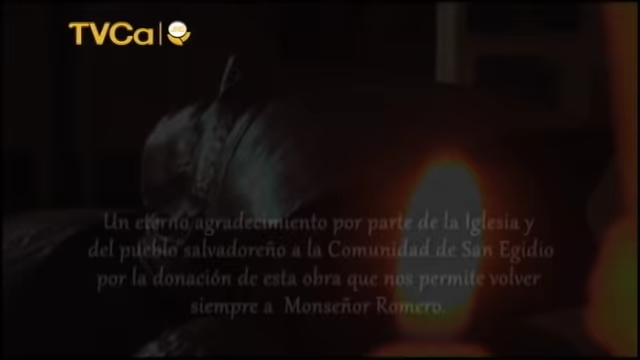 TVCa
Un eterno agradecimiento por parte de la Iglesia y
del pueblo salvadoreño a la Comunidad de San Egidio
por la donación de esta obra que nos permite volver
siempre a Monseñor Romero.